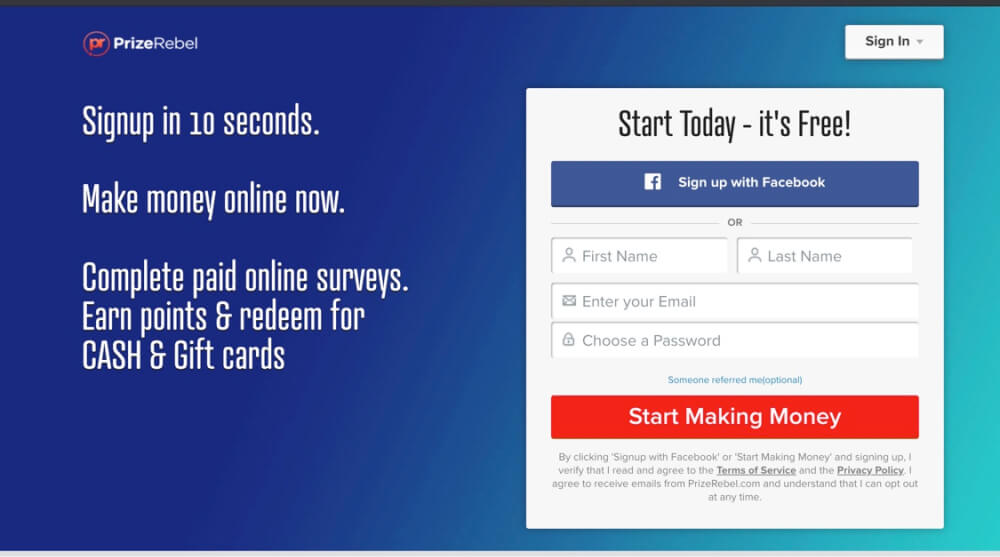 pr PrizeRebel
Sign In
Signup in 10 seconds.
Make money online now.
Complete paid online surveys.
Earn points & redeem for
CASH & Gift cards
Start Today - it's Free!
Sign up with Facebook
OR
First Name
Last Name
Enter your Email
Choose a Password
Someone referred me(optional)
Start Making Money
By clicking 'Signup with Facebook' or 'Start Making Money' and signing up, I
verify that I read and agree to the Terms of Service and the Privacy Policy. I
agree to receive emails from PrizeRebel.com and understand that I can opt out
at any time.